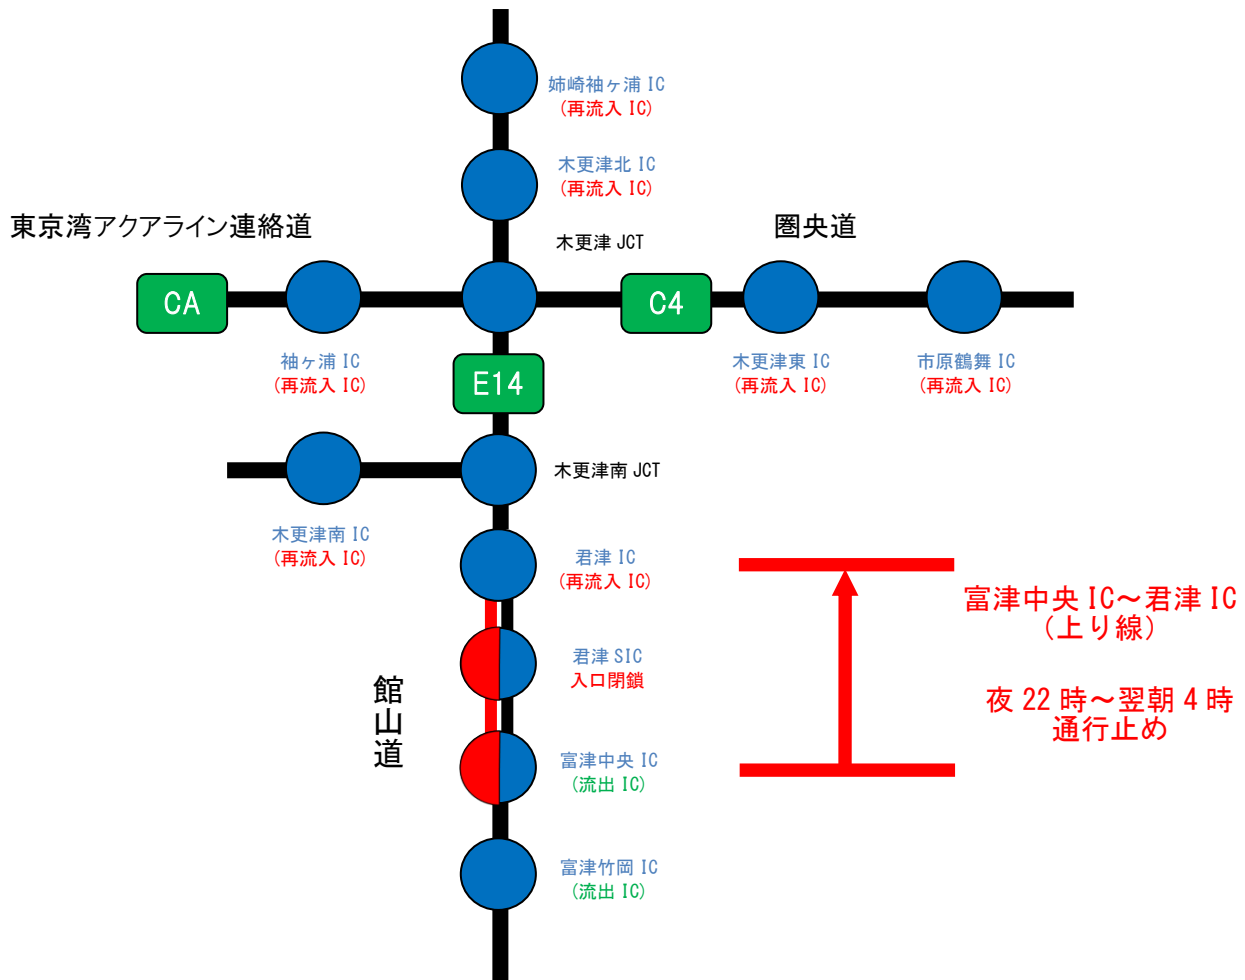 姉崎袖ヶ浦 IC
(再流入 IC)
木更津北 IC
(再流入 IC)
東京湾アクアライン連絡道
木更津 JCT
圏央道
CA
C4
袖ヶ浦 IC
(再流入 IC)
E14
木更津東 IC
(再流入 IC)
市原鶴舞 IC
(再流入 IC)
木更津南 JCT
木更津南 IC
(再流入 IC)
君津 IC
(再流入 IC)
富津中央 IC～君津 IC
(上り線)
君津 SIC
入口閉鎖
夜 22 時～翌朝 4 時
通行止め
館山道
富津中央 IC
(流出 IC)
富津竹岡 IC
(流出 IC)